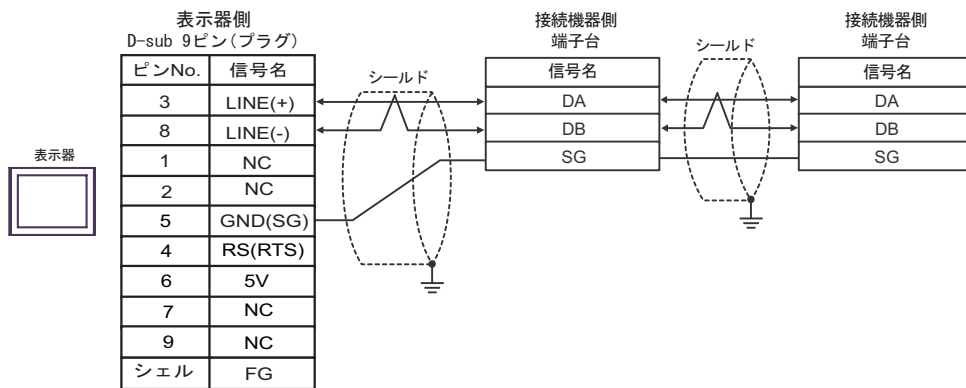 表示器側
D-sub 9ピン(プラグ)
ピンNo. 信号名
3 LINE(+)
8 LINE(-)
1 NC
2 NC
5 GND(SG)
4 RS(RTS)
6 5V
7 NC
9 NC
シェル FG
表示器
シールド
接続機器側
端子台
信号名
DA
DB
SG
シールド
接続機器側
端子台
信号名
DA
DB
SG